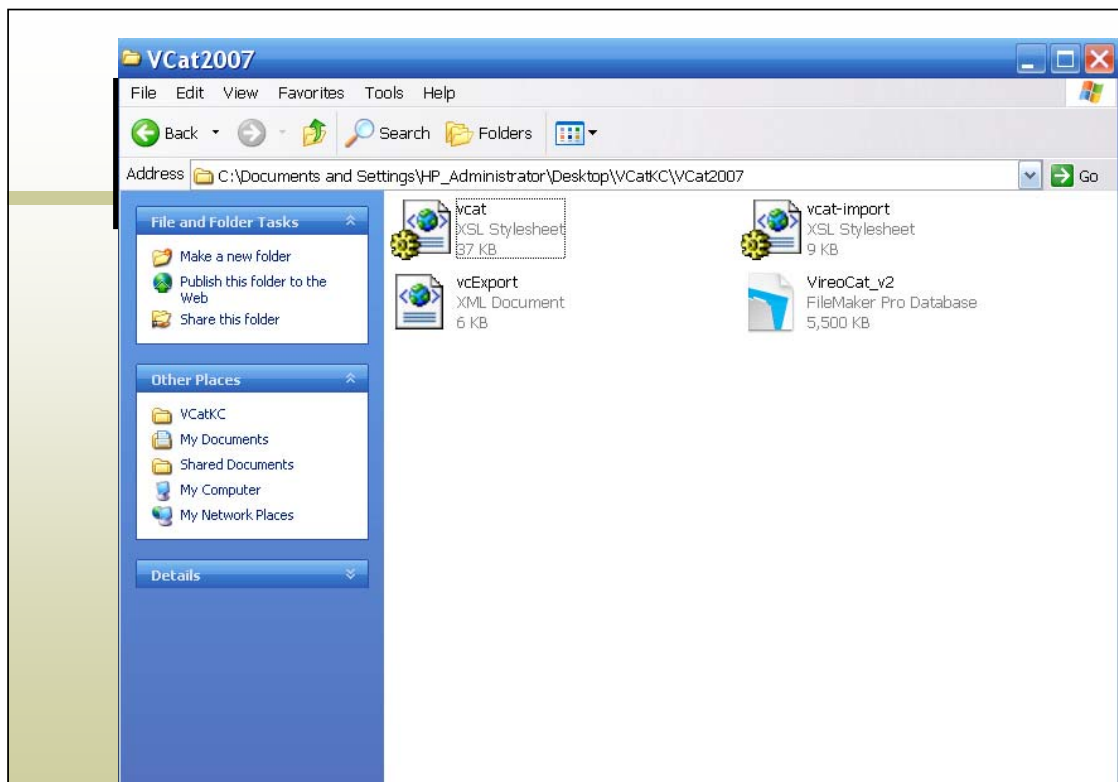 VCat2007
File Edit View Favorites Tools Help
Back Search Folders
Address C:\Documents and Settings\HP_Administrator\Desktop\VCatKC\VCat2007 Go
File and Folder Tasks
Make a new folder
Publish this folder to the
Web
Share this folder
Other Places
VCatKC
My Documents
Shared Documents
My Computer
My Network Places
Details
vcat
XSL Stylesheet
37 KB
vcat-import
XSL Stylesheet
9 KB
vcExport
XML Document
6 KB
VireoCat_v2
FileMaker Pro Database
5,500 KB